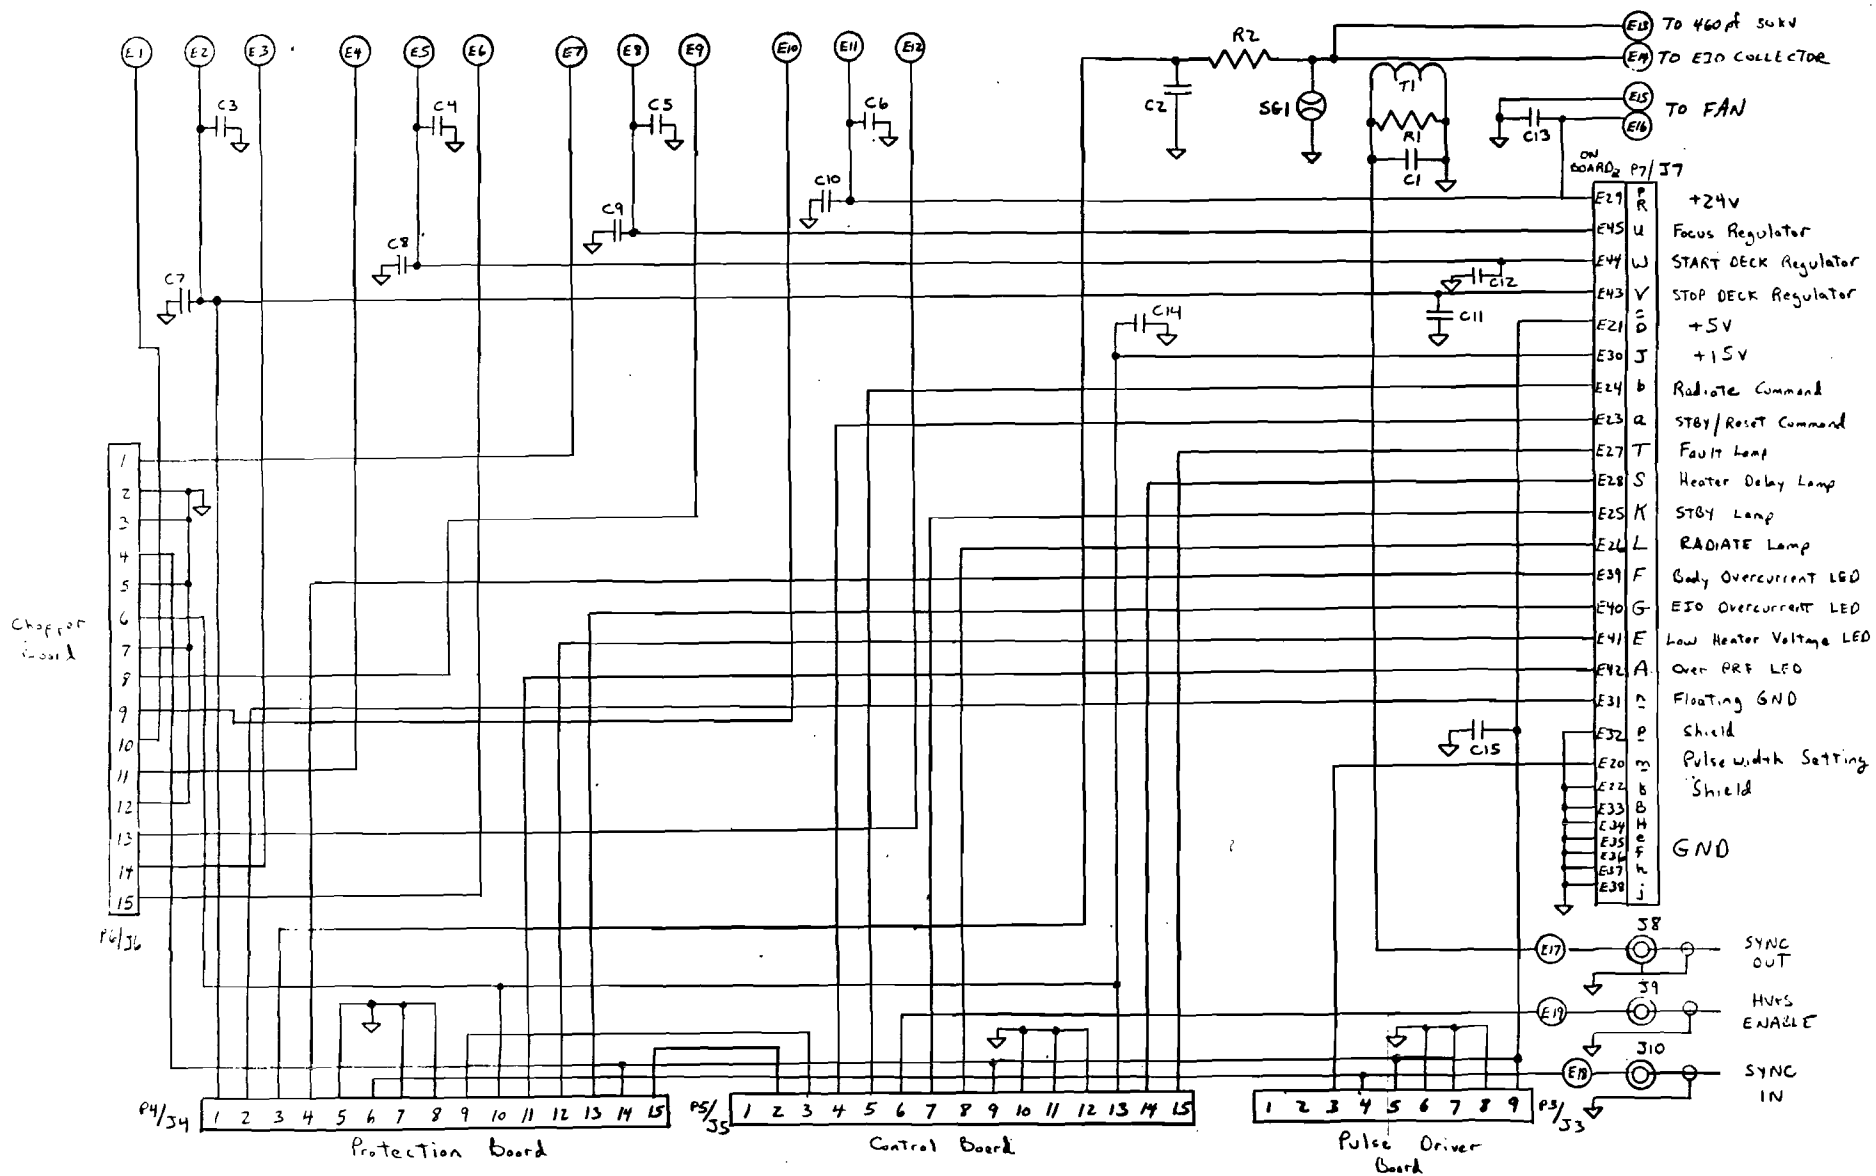 E1 E2 E3 E4 E5 E6 E7 E8 E9 E10 E11 E12
E13 TO 460pf 50KV
E14 TO EIO COLLECTOR
E15 TO FAN
E16
R2
C2
SG1
T1
R1
C1
C13
C3
C4
C5
C6
C10
C9
C8
C7
C12
C11
C14
C15
ON BOARD P7/J7
E29 P R +24V
E45 u Focus Regulator
E44 W START DECK Regulator
E43 V STOP DECK Regulator
E21 D +5V
E30 J +15V
E24 b Radiate Command
E23 a STBY/Reset Command
E27 T Fault Lamp
E28 S Heater Delay Lamp
E25 K STBY Lamp
E26 L RADIATE Lamp
E39 F Body Overcurrent LED
E40 G EIO Overcurrent LED
E41 E Low Heater Voltage LED
E42 A Over PRF LED
E31 n Floating GND
E32 p Shield
E20 m Pulse width Setting
E22 k Shield
E33 B
E34 H
E35 e
E36 f GND
E37 h
E38 j
1
2
3
4
5
6
7
8
9
10
11
12
13
14
15
Chopper
Board
P6/J6
E17 J8 SYNC
OUT
E19 J9 HVPS
ENABLE
E18 J10 SYNC
IN
P4/J4 1 2 3 4 5 6 7 8 9 10 11 12 13 14 15
Protection Board
P5/J5 1 2 3 4 5 6 7 8 9 10 11 12 13 14 15
Control Board
1 2 3 4 5 6 7 8 9 P3/J3
Pulse Driver
Board